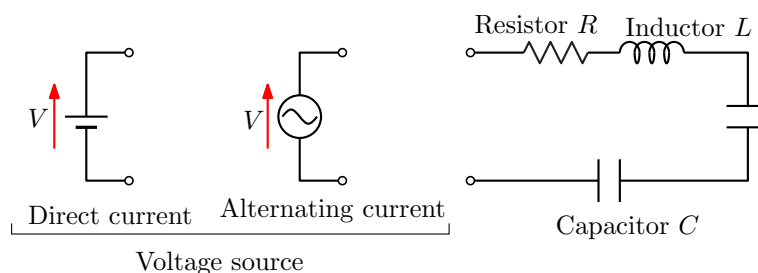 Resistor R
Inductor L
V
V
Direct current
Alternating current
Capacitor C
Voltage source